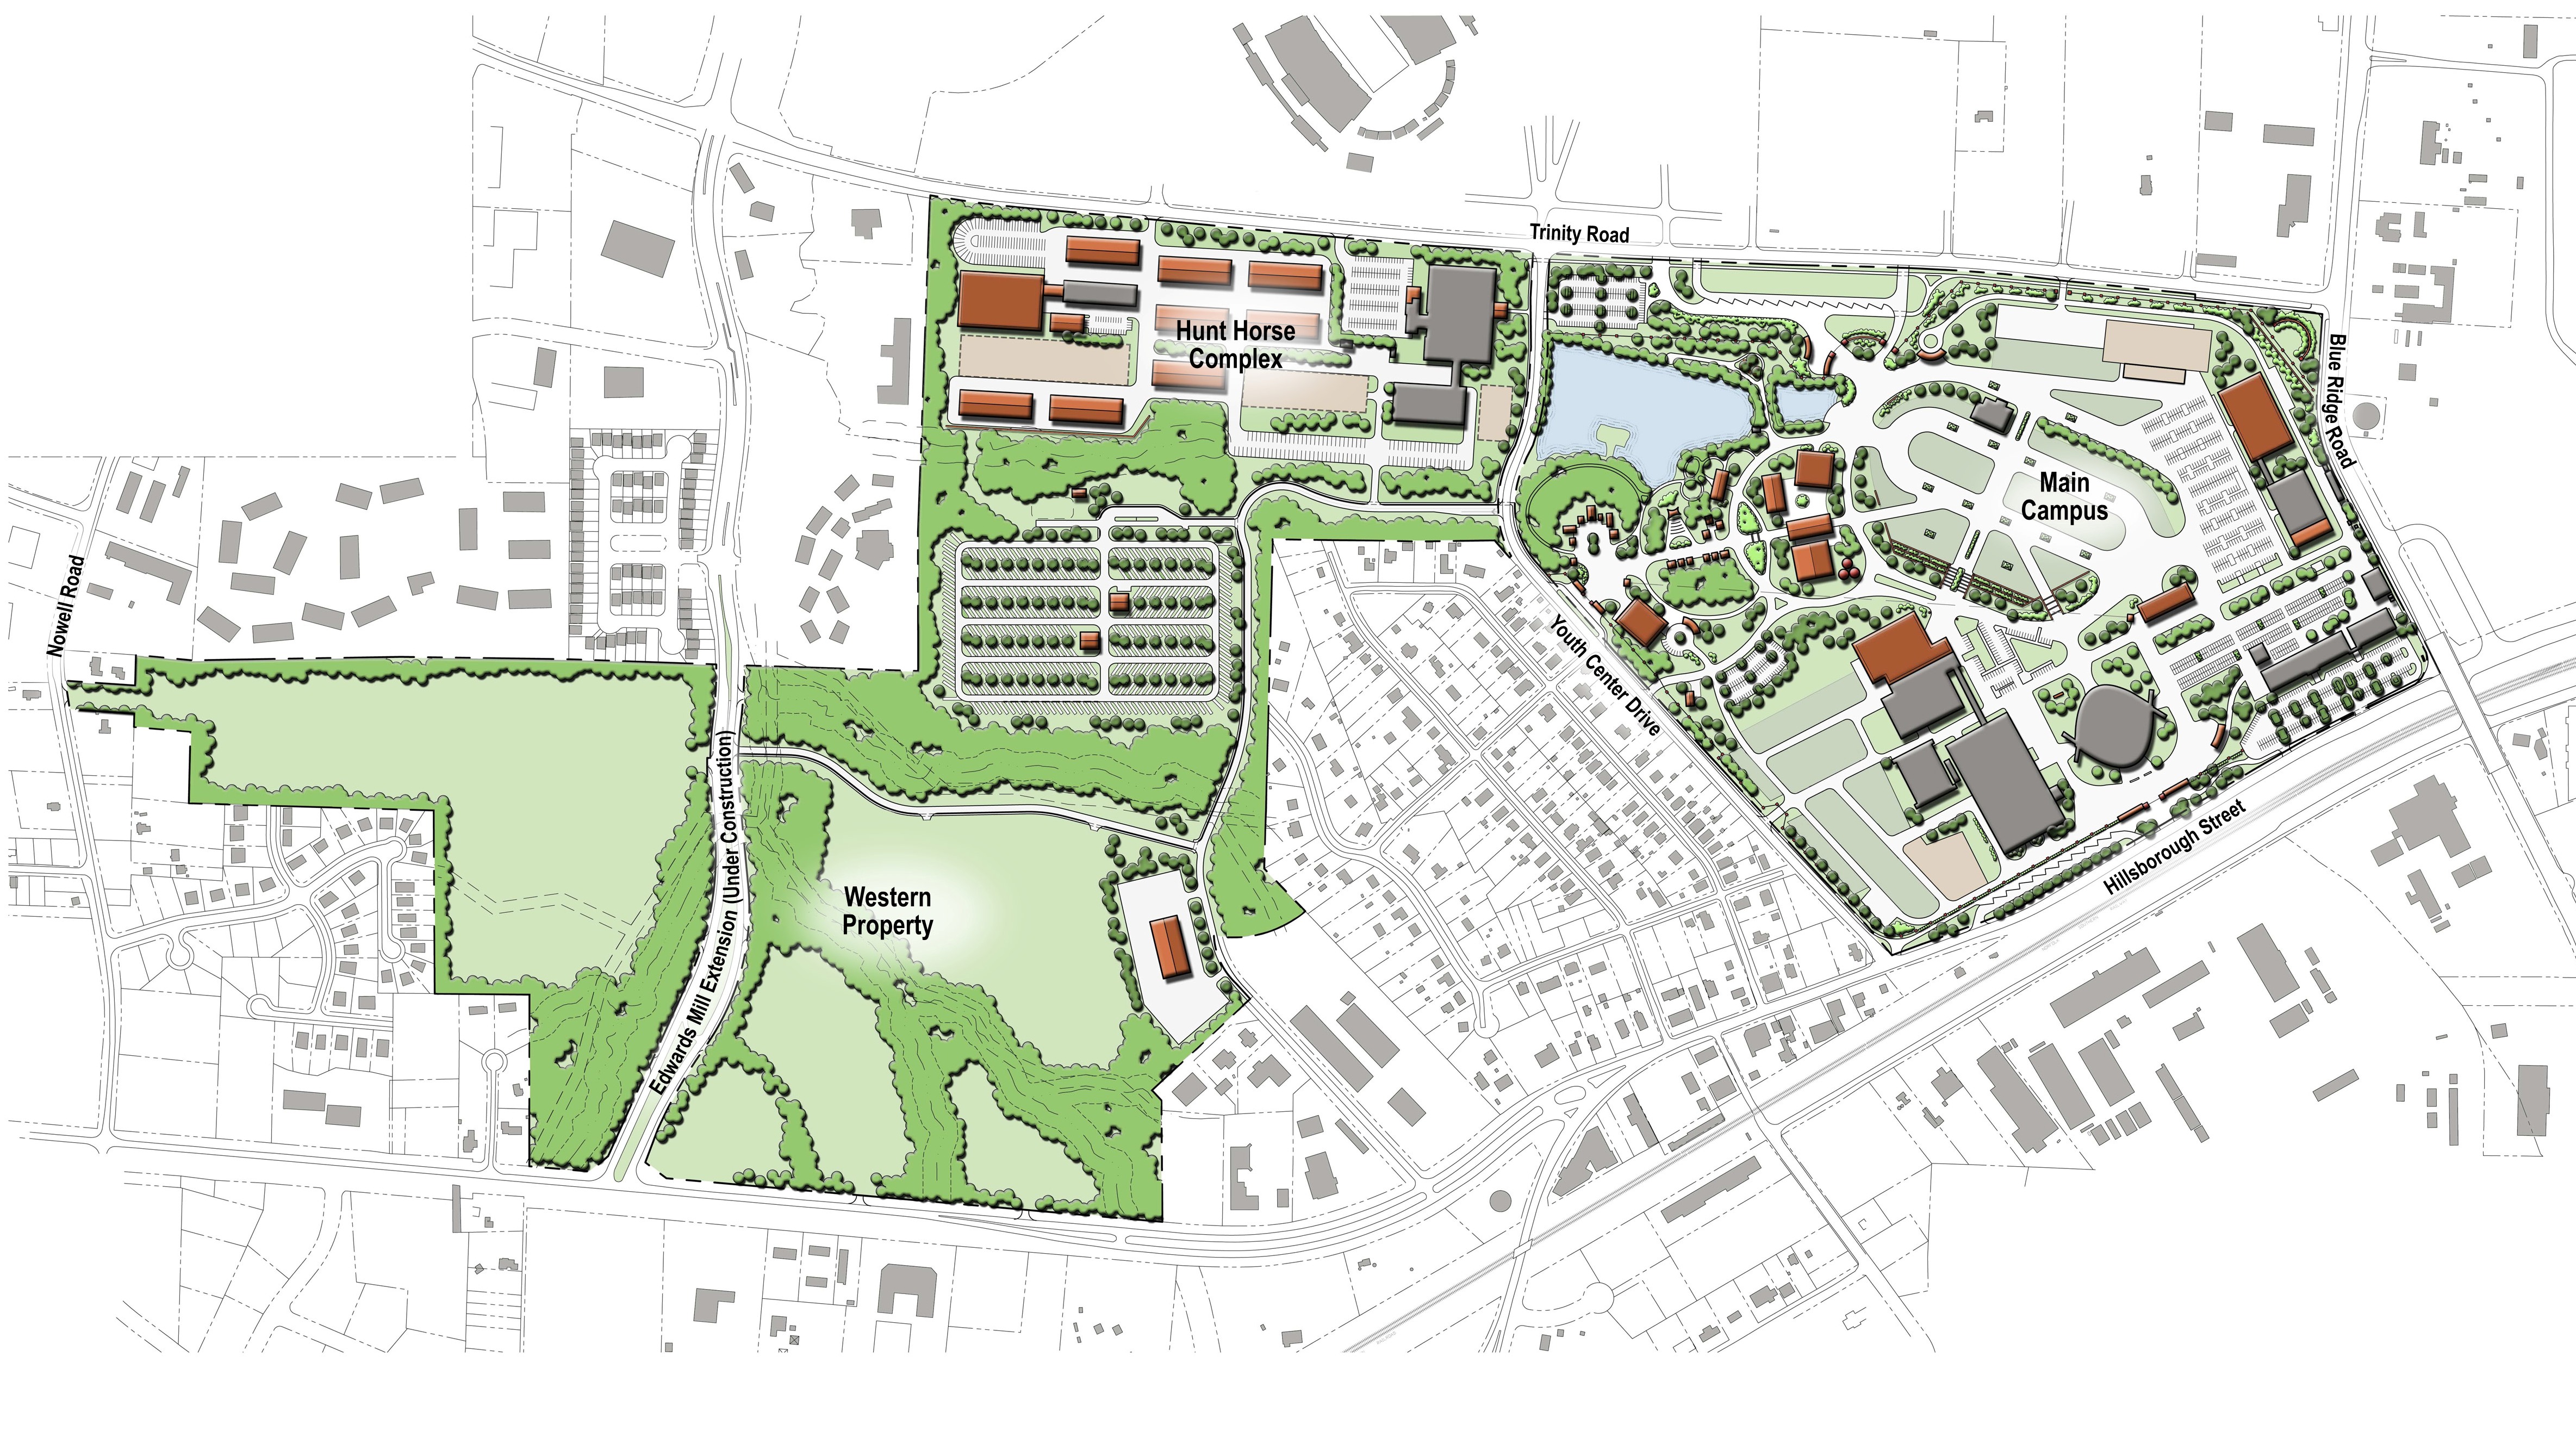 Trinity Road
Hunt Horse
Complex
Blue Ridge Road
Main
Campus
Nowell Road
Youth Center Drive
Edwards Mill Extension (Under Construction)
Western
Property
Hillsborough Street